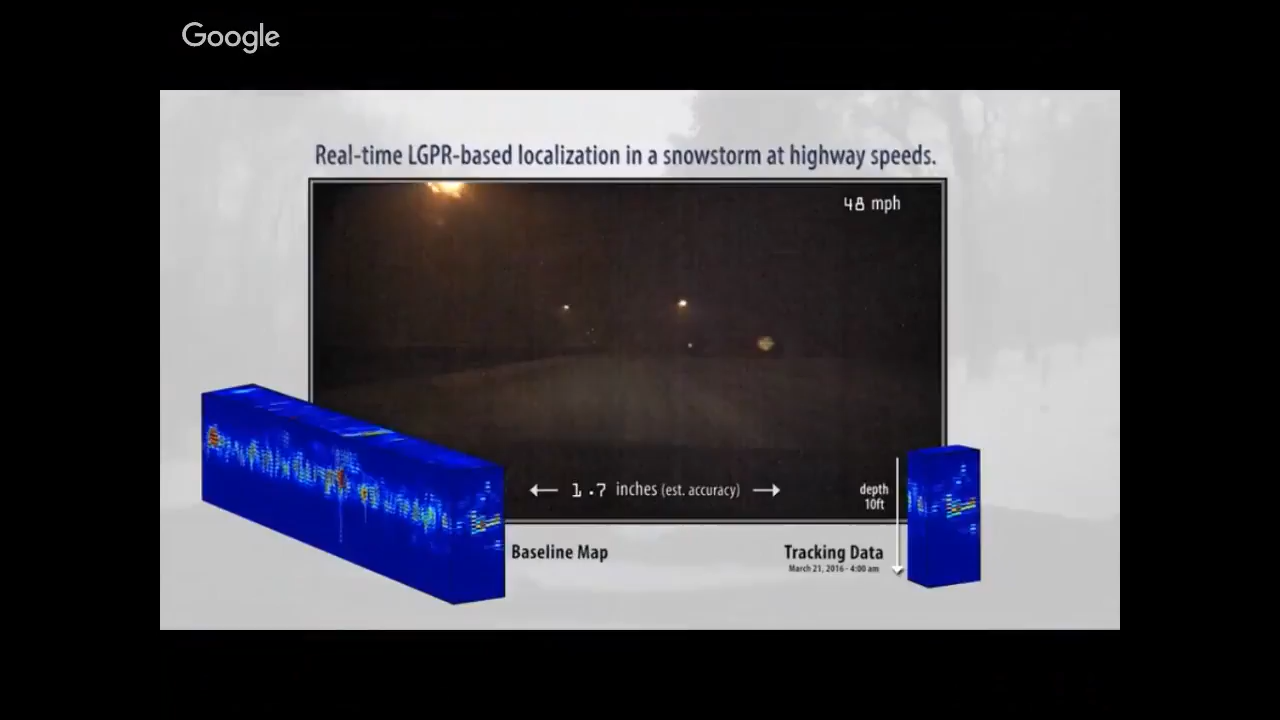 Google
Real-time LGPR-based localization in a snowstorm at highway speeds.
48 mph
1.7 inches (est. accuracy)
depth
10ft
Baseline Map
Tracking Data
March 21, 2016 - 4:00 am